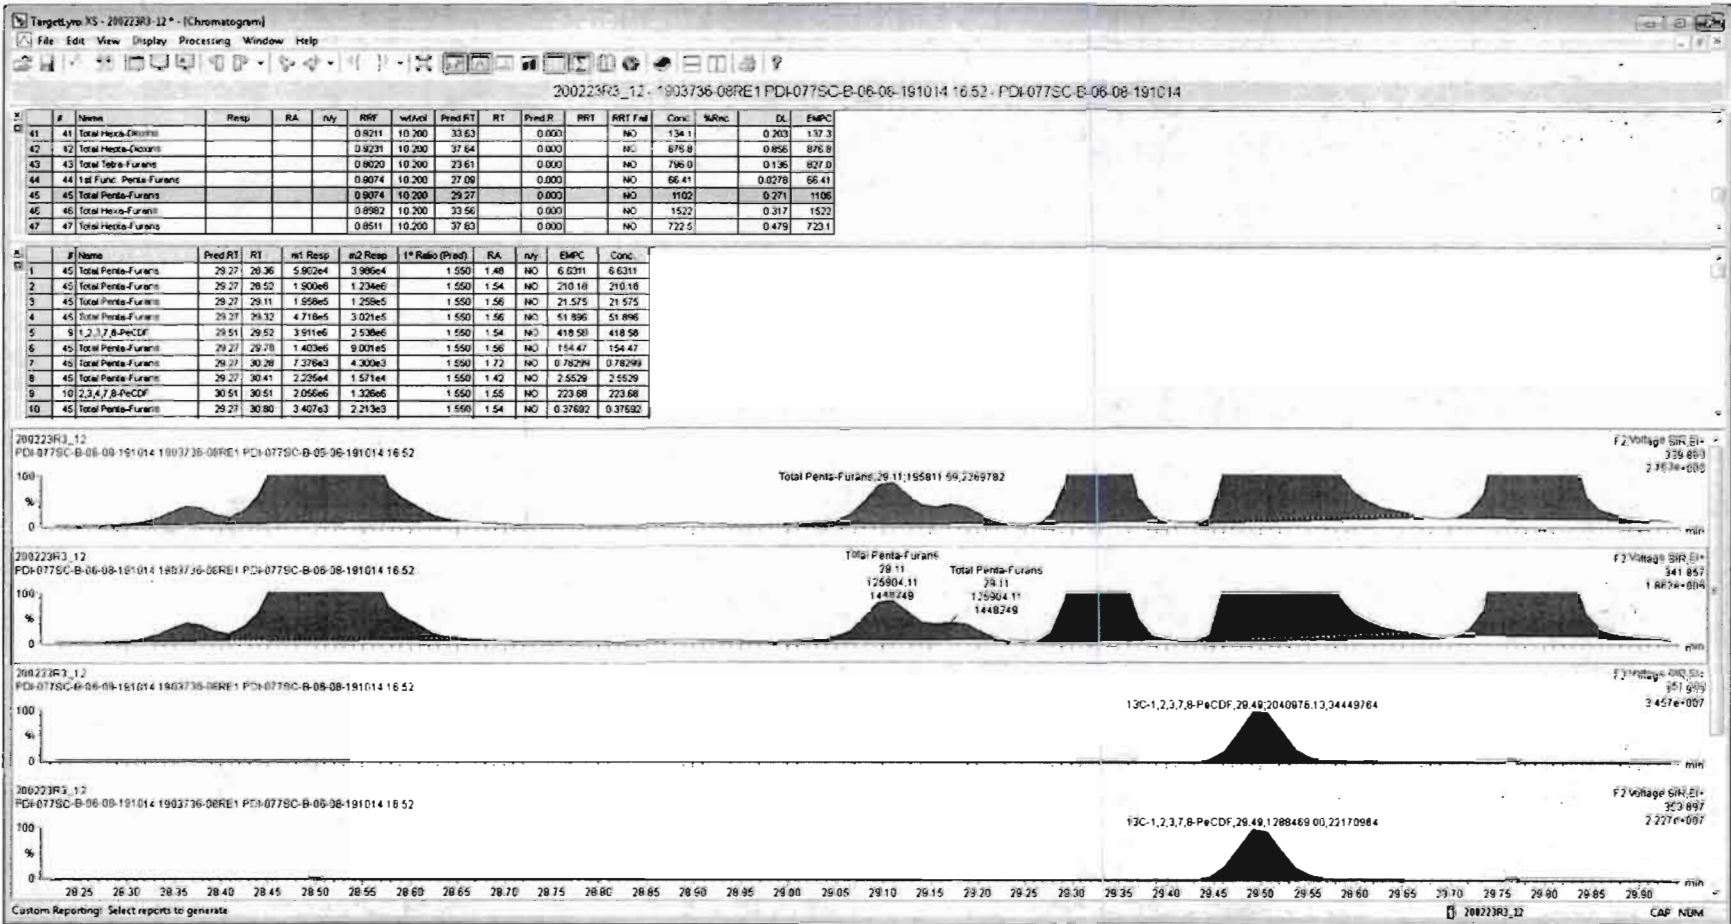 TargetLynx XS - 200223R3-12 * - [Chromatogram]
File Edit View Display Processing Window Help
200223R3_12 - 1903736-08RE1 PDI-077SC-B-06-08-191014 16.52 - PDI-077SC-B-06-08-191014
# Name Resp RA n/y RRF wt/vol Pred.RT RT Pred.R RRT RRT Fail Conc. %Rec DL EMPC
41 41 Total Hexa-Dioxins 0.9211 10.200 33.63 0.000 NO 134.1 0.203 137.3
42 42 Total Hepta-Dioxins 0.9231 10.200 37.64 0.000 NO 876.8 0.856 876.8
43 43 Total Tetra-Furans 0.8020 10.200 23.61 0.000 NO 796.0 0.136 827.0
44 44 1st Func. Penta-Furans 0.9074 10.200 27.09 0.000 NO 66.41 0.0278 66.41
45 45 Total Penta-Furans 0.9074 10.200 29.27 0.000 NO 1102 0.271 1106
46 46 Total Hexa-Furans 0.8982 10.200 33.56 0.000 NO 1522 0.317 1522
47 47 Total Hepta-Furans 0.8511 10.200 37.83 0.000 NO 722.5 0.479 723.1
# Name Pred.RT RT m1 Resp m2 Resp 1° Ratio (Pred) RA n/y EMPC Conc.
1 45 Total Penta-Furans 29.27 28.36 5.902e4 3.986e4 1.550 1.48 NO 6.6311 6.6311
2 45 Total Penta-Furans 29.27 28.52 1.900e6 1.234e6 1.550 1.54 NO 210.16 210.16
3 45 Total Penta-Furans 29.27 29.11 1.958e5 1.259e5 1.550 1.56 NO 21.575 21.575
4 45 Total Penta-Furans 29.27 29.32 4.718e5 3.021e5 1.550 1.56 NO 51.896 51.896
5 9 1,2,3,7,8-PeCDF 29.51 29.52 3.911e6 2.538e6 1.550 1.54 NO 418.58 418.58
6 45 Total Penta-Furans 29.27 29.78 1.403e6 9.001e5 1.550 1.56 NO 154.47 154.47
7 45 Total Penta-Furans 29.27 30.28 7.376e3 4.300e3 1.550 1.72 NO 0.78299 0.78299
8 45 Total Penta-Furans 29.27 30.41 2.235e4 1.571e4 1.550 1.42 NO 2.5529 2.5529
9 10 2,3,4,7,8-PeCDF 30.51 30.51 2.056e6 1.326e6 1.550 1.55 NO 223.68 223.68
10 45 Total Penta-Furans 29.27 30.80 3.407e3 2.213e3 1.550 1.54 NO 0.37692 0.37692
200223R3_12
PDI-077SC-B-06-08-191014 1903736-08RE1 PDI-077SC-B-06-08-191014 16.52
F2:Voltage SIR,EI+
Total Penta-Furans,29.11,195811.59,2269782
100
%
0
min
200223R3_12
PDI-077SC-B-06-08-191014 1903736-08RE1 PDI-077SC-B-06-08-191014 16.52
F2:Voltage SIR,EI+
341.857
Total Penta-Furans
29.11
125904.11
1448249
Total Penta-Furans
29.11
125904.11
1448249
100
%
0
min
200223R3_12
PDI-077SC-B-06-08-191014 1903736-08RE1 PDI-077SC-B-06-08-191014 16.52
F2:Voltage SIR,EI+
3.457e+007
13C-1,2,3,7,8-PeCDF,29.49,2040976.13,34449764
100
%
0
min
200223R3_12
PDI-077SC-B-06-08-191014 1903736-08RE1 PDI-077SC-B-06-08-191014 16.52
F2:Voltage SIR,EI+
353.897
2.227e+007
13C-1,2,3,7,8-PeCDF,29.49,1288469.00,22170964
100
%
0
min
28.25 28.30 28.35 28.40 28.45 28.50 28.55 28.60 28.65 28.70 28.75 28.80 28.85 28.90 28.95 29.00 29.05 29.10 29.15 29.20 29.25 29.30 29.35 29.40 29.45 29.50 29.55 29.60 29.65 29.70 29.75 29.80 29.85 29.90
Custom Reporting: Select reports to generate
200223R3_12
CAP NUM